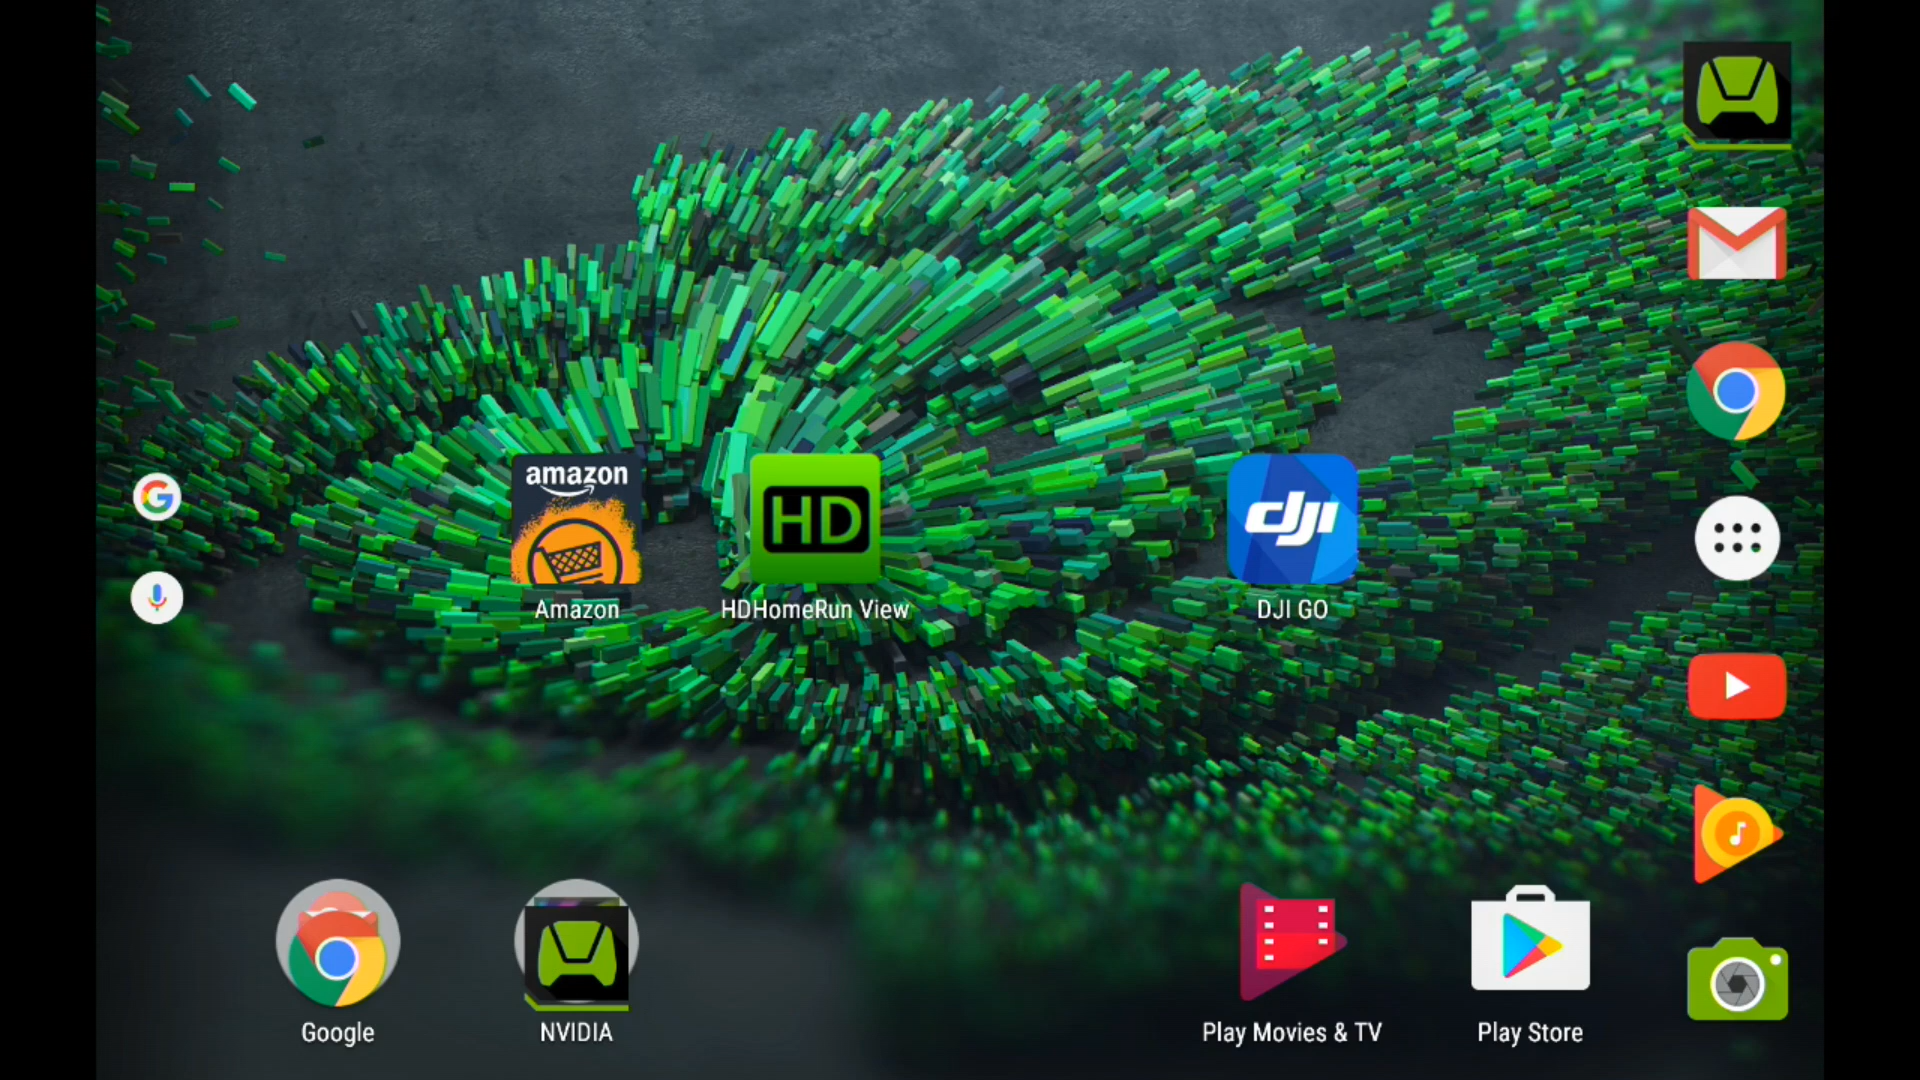 amazon
HD
dji
Amazon
HDHomeRun View
DJI GO
Google
NVIDIA
Play Movies & TV
Play Store